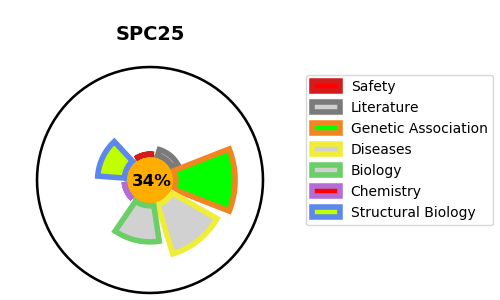 SPC25
34%
Safety
Literature
Genetic Association
Diseases
Biology
Chemistry
Structural Biology